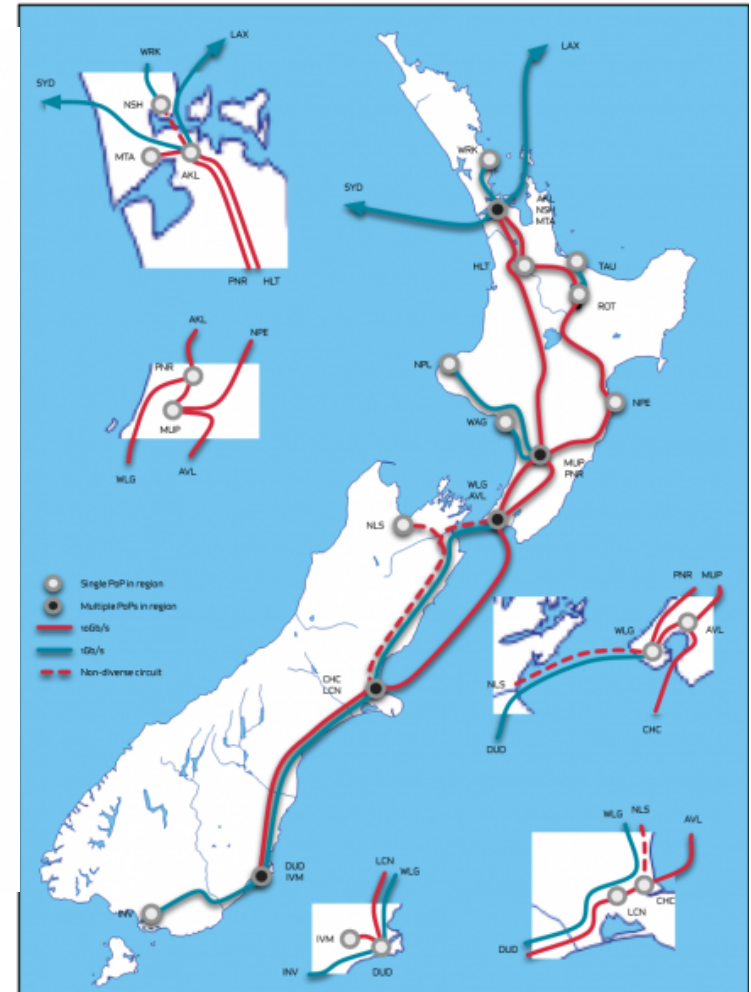 WRK
LAX
SYD
NSH
MTA
AKL
PNR HLT
LAX
WRK
SYD
AKL
NSH
MTA
HLT
TAU
ROT
NPL
WAG
NPE
MUP
PNR
WLG
AVL
NLS
AKL
NPE
PNR
MUP
WLG
AVL
Single PoP in region
Multiple PoPs in region
10Gb/s
1Gb/s
Non-diverse circuit
CHC
LCN
DUD
IVM
INV
PNR MUP
WLG
AVL
NLS
DUD
CHC
LCN
WLG
IVM
INV
DUD
WLG NLS
AVL
CHC
LCN
DUD